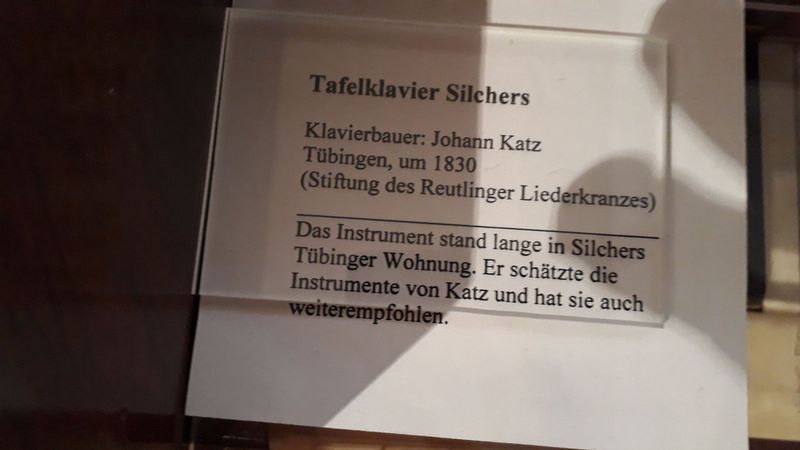 Tafelklavier Silchers
Klavierbauer: Johann Katz
Tübingen, um 1830
(Stiftung des Reutlinger Liederkranzes)
Das Instrument stand lange in Silchers
Tübinger Wohnung. Er schätzte die
Instrumente von Katz und hat sie auch
weiterempfohlen.